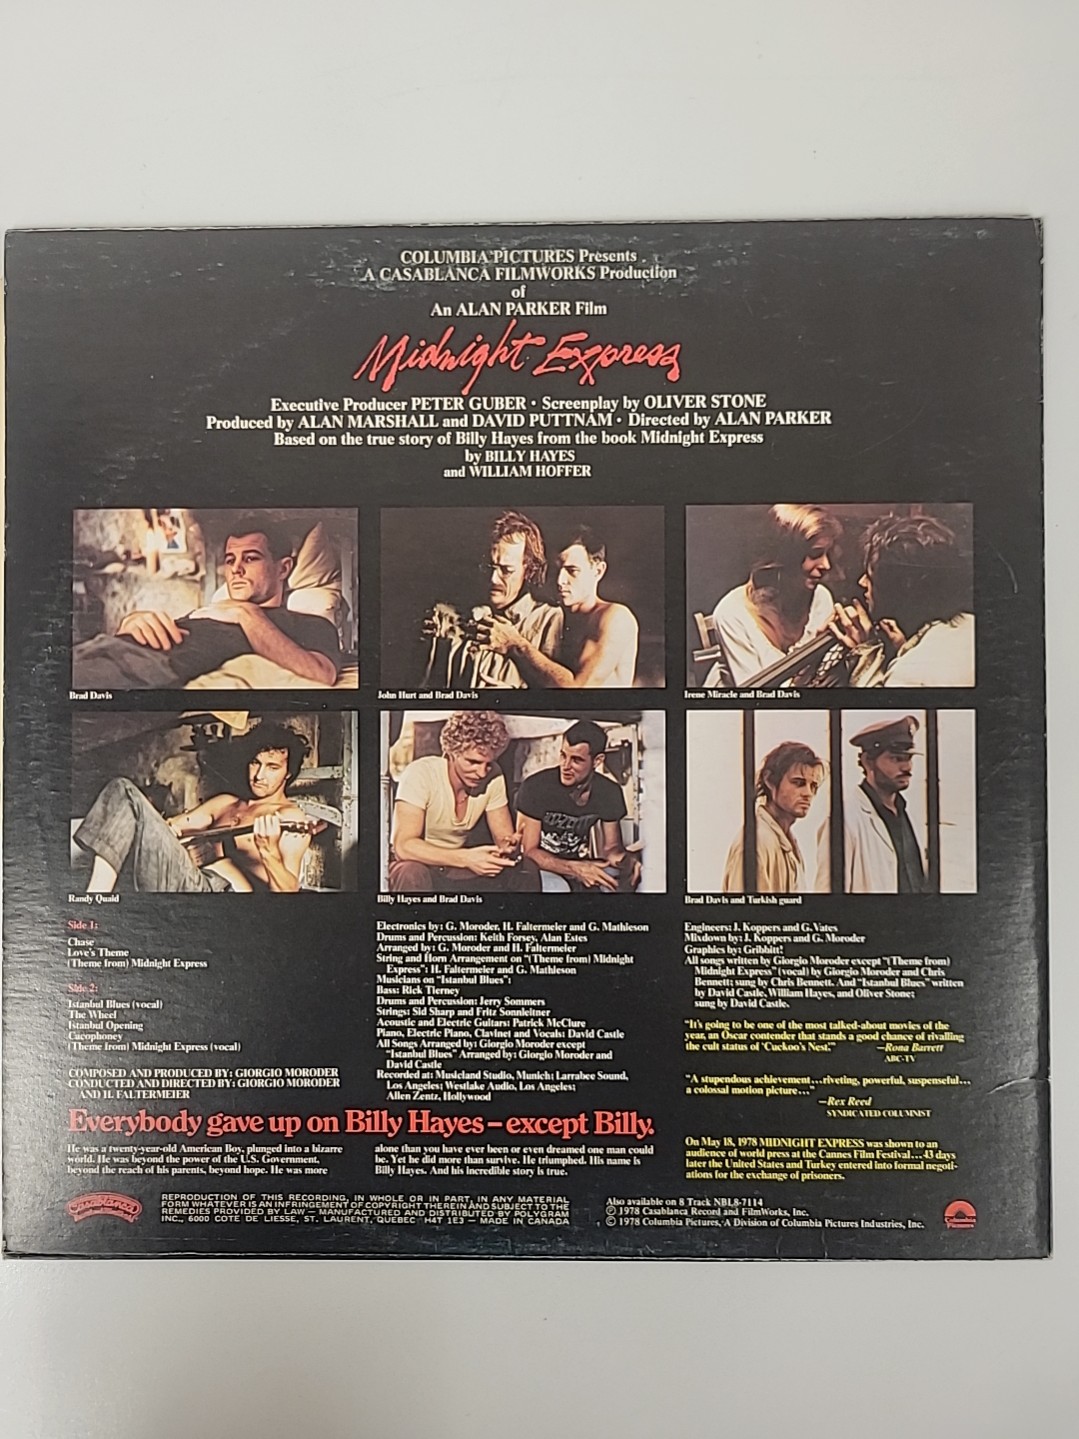 COLUMBIA PICTURES Presents
A CASABLANCA FILMWORKS Production
of
An ALAN PARKER Film
Midnight Express
Executive Producer PETER GUBER • Screenplay by OLIVER STONE
Produced by ALAN MARSHALL and DAVID PUTTNAM • Directed by ALAN PARKER
Based on the true story of Billy Hayes from the book Midnight Express
by BILLY HAYES
and WILLIAM HOFFER
Brad Davis
John Hurt and Brad Davis
Irene Miracle and Brad Davis
Randy Quaid
Billy Hayes and Brad Davis
Brad Davis and Turkish guard
Side 1:
Chase
Love's Theme
(Theme from) Midnight Express
Side 2:
Istanbul Blues (vocal)
The Wheel
Istanbul Opening
Cacophoney
(Theme from) Midnight Express (vocal)
COMPOSED AND PRODUCED BY: GIORGIO MORODER
CONDUCTED AND DIRECTED BY: GIORGIO MORODER
AND H. FALTERMEIER
Electronics by: G. Moroder, H. Faltermeier and G. Mathieson
Drums and Percussion: Keith Forsey, Alan Estes
Arranged by: G. Moroder and H. Faltermeier
String and Horn Arrangement on "(Theme from) Midnight
Express": H. Faltermeier and G. Mathieson
Musicians on "Istanbul Blues":
Bass: Rick Tierney
Drums and Percussion: Jerry Sommers
Strings: Sid Sharp and Fritz Sonnleitner
Acoustic and Electric Guitars: Patrick McClure
Piano, Electric Piano, Clavinet and Vocals: David Castle
All Songs Arranged by: Giorgio Moroder except
"Istanbul Blues" Arranged by: Giorgio Moroder and
David Castle
Recorded at: Musicland Studio, Munich; Larrabee Sound,
Los Angeles; Westlake Audio, Los Angeles;
Allen Zentz, Hollywood
Engineers: J. Koppers and G. Yates
Mixdown by: J. Koppers and G. Moroder
Graphics by: Gribbitt!
All songs written by Giorgio Moroder except "(Theme from)
Midnight Express" (vocal) by Giorgio Moroder and Chris
Bennett; sung by Chris Bennett. And "Istanbul Blues" written
by David Castle, William Hayes, and Oliver Stone;
sung by David Castle.
"It's going to be one of the most talked-about movies of the
year, an Oscar contender that stands a good chance of rivalling
the cult status of 'Cuckoo's Nest.'"
—Rona Barrett
ABC-TV
"A stupendous achievement...riveting, powerful, suspenseful...
a colossal motion picture..."
—Rex Reed
SYNDICATED COLUMNIST
Everybody gave up on Billy Hayes – except Billy.
He was a twenty-year-old American Boy, plunged into a bizarre
world. He was beyond the power of the U.S. Government,
beyond the reach of his parents, beyond hope. He was more
alone than you have ever been or even dreamed one man could
be. Yet he did more than survive. He triumphed. His name is
Billy Hayes. And his incredible story is true.
On May 18, 1978 MIDNIGHT EXPRESS was shown to an
audience of world press at the Cannes Film Festival...43 days
later the United States and Turkey entered into formal negoti-
ations for the exchange of prisoners.
Casablanca
REPRODUCTION OF THIS RECORDING, IN WHOLE OR IN PART, IN ANY MATERIAL
FORM WHATEVER IS AN INFRINGEMENT OF COPYRIGHT THEREIN AND SUBJECT TO THE
REMEDIES PROVIDED BY LAW — MANUFACTURED AND DISTRIBUTED BY POLYGRAM
INC., 6000 COTE DE LIESSE, ST. LAURENT, QUEBEC H4T 1E3 — MADE IN CANADA
Also available on 8 Track NBL8-7114
℗ 1978 Casablanca Record and FilmWorks, Inc.
© 1978 Columbia Pictures, A Division of Columbia Pictures Industries, Inc.
Columbia
Pictures